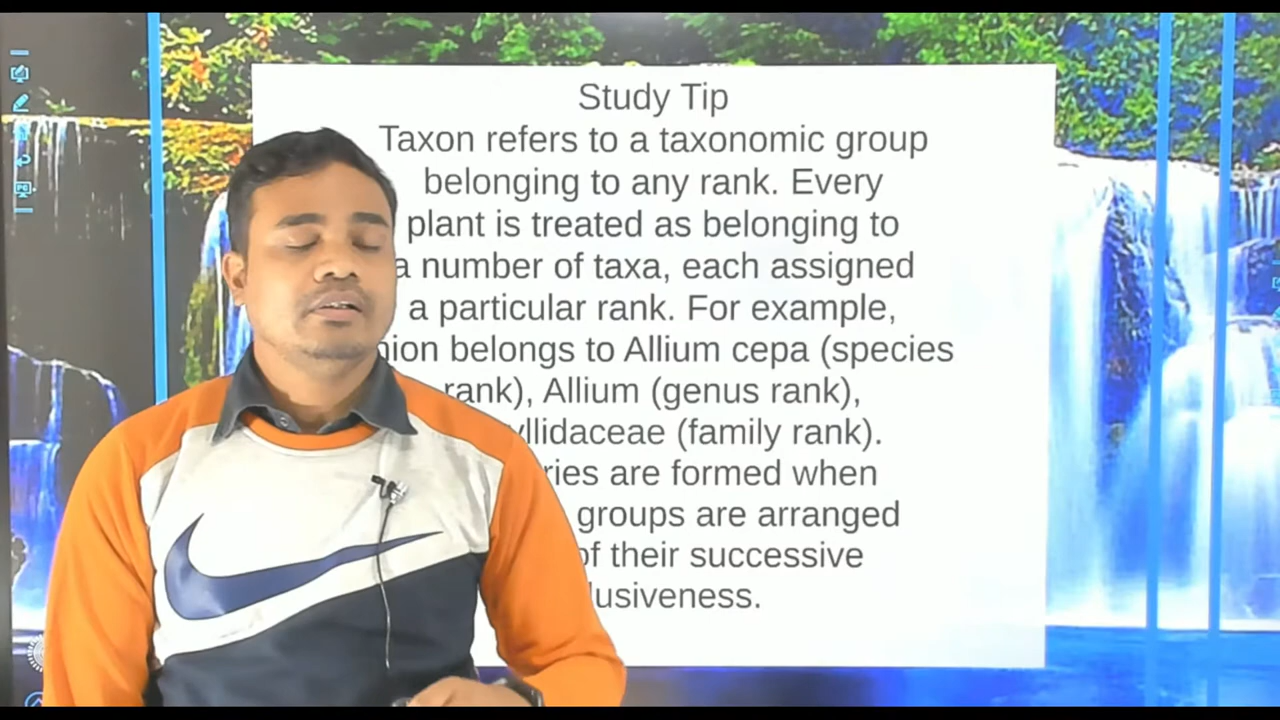 Study Tip
Taxon refers to a taxonomic group
belonging to any rank. Every
plant is treated as belonging to
a number of taxa, each assigned
a particular rank. For example,
belongs to Allium cepa (species
rank), Allium (genus rank),
(family rank).
are formed when
groups are arranged
of their successive
PC